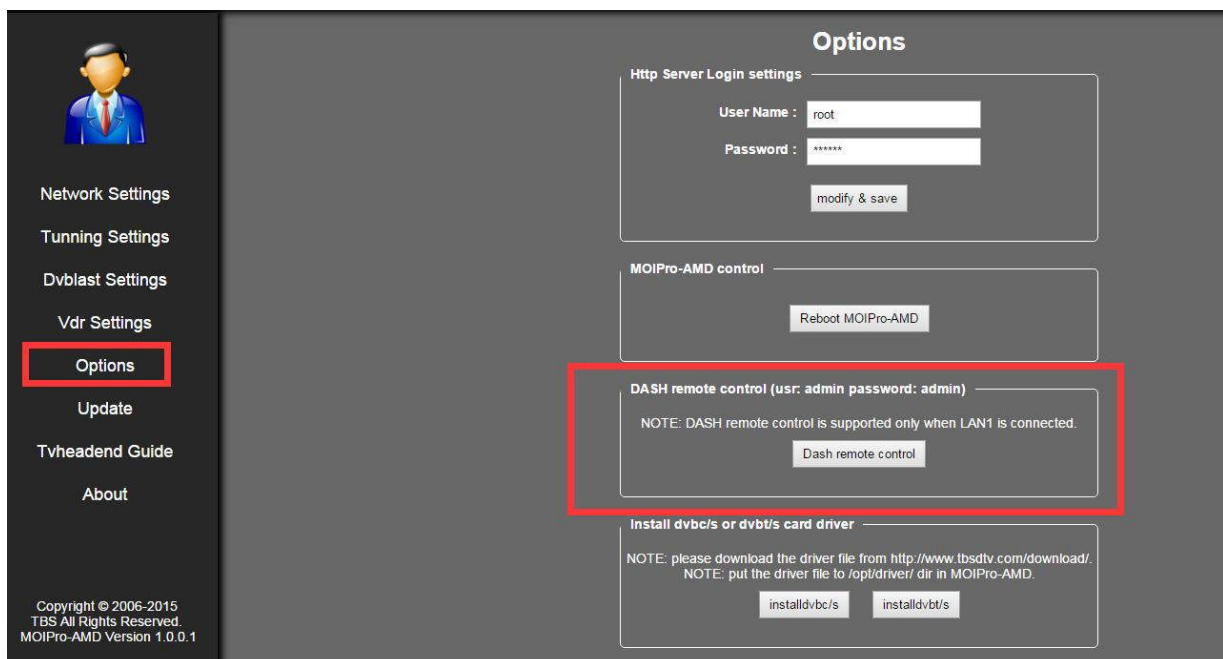 Network Settings
Tunning Settings
Dvblast Settings
Vdr Settings
Options
Update
Tvheadend Guide
About
Copyright © 2006-2015
TBS All Rights Reserved.
MOIPro-AMD Version 1.0.0.1
Options
Http Server Login settings
User Name : root
Password : ******
modify & save
MOIPro-AMD control
Reboot MOIPro-AMD
DASH remote control (usr: admin password: admin)
NOTE: DASH remote control is supported only when LAN1 is connected.
Dash remote control
Install dvbc/s or dvbt/s card driver
NOTE: please download the driver file from http://www.tbsdtv.com/download/.
NOTE: put the driver file to /opt/driver/ dir in MOIPro-AMD.
installdvbc/s installdvbt/s